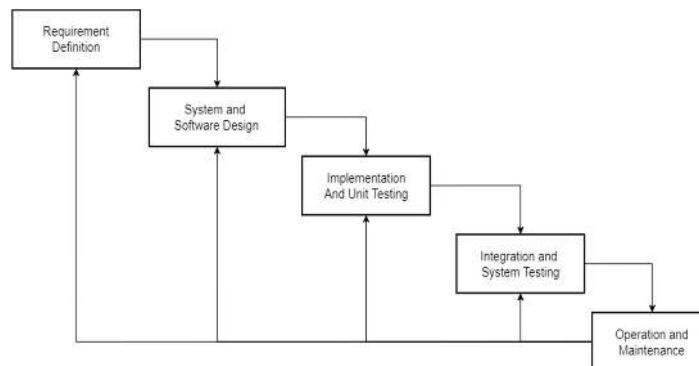 Requirement
Definition
System and
Software Design
Implementation
And Unit Testing
Integration and
System Testing
Operation and
Maintenance